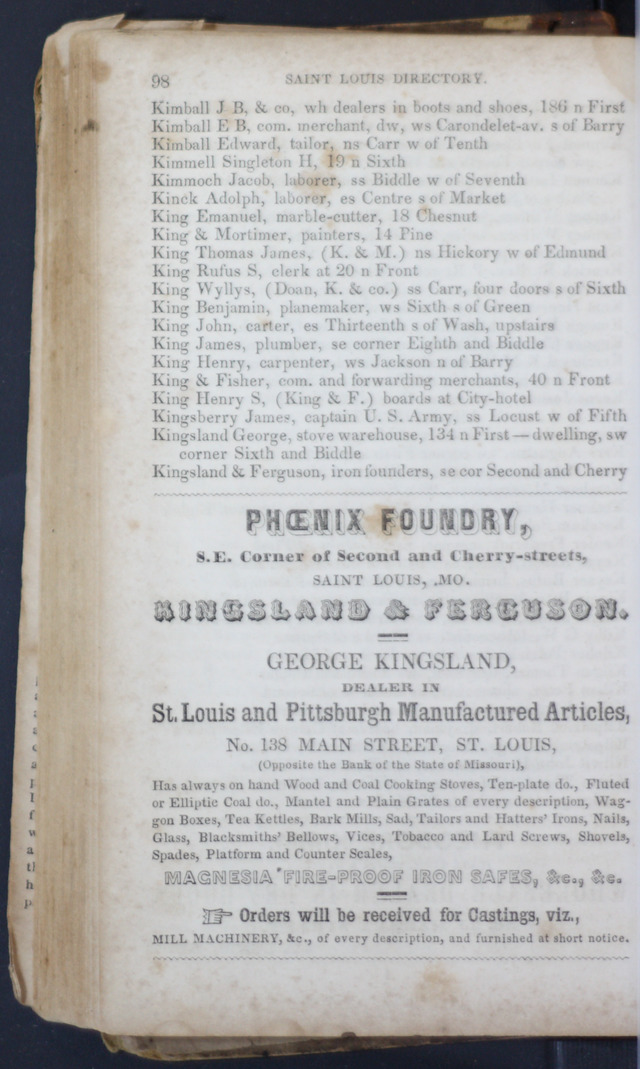 98 SAINT LOUIS DIRECTORY.
Kimball J B, & co, wh dealers in boots and shoes, 186 n First
Kimball E B, com. merchant, dw, ws Carondelet-av. s of Barry
Kimball Edward, tailor, ns Carr w of Tenth
Kimmell Singleton H, 19 n Sixth
Kimmoch Jacob, laborer, ss Biddle w of Seventh
Kinck Adolph, laborer, es Centre s of Market
King Emanuel, marble-cutter, 18 Chesnut
King & Mortimer, painters, 14 Pine
King Thomas James, (K. & M.) ns Hickory w of Edmund
King Rufus S, clerk at 20 n Front
King Wyllys, (Doan, K. & co.) ss Carr, four doors s of Sixth
King Benjamin, planemaker, ws Sixth s of Green
King John, carter, es Thirteenth s of Wash, upstairs
King James, plumber, se corner Eighth and Biddle
King Henry, carpenter, ws Jackson n of Barry
King & Fisher, com. and forwarding merchants, 40 n Front
King Henry S, (King & F.) boards at City-hotel
Kingsberry James, captain U. S. Army, ss Locust w of Fifth
Kingsland George, stove warehouse, 134 n First — dwelling, sw
corner Sixth and Biddle
Kingsland & Ferguson, iron founders, se cor Second and Cherry
PHŒNIX FOUNDRY,
S.E. Corner of Second and Cherry-streets,
SAINT LOUIS, .MO.
KINGSLAND & FERGUSON.
GEORGE KINGSLAND,
DEALER IN
St. Louis and Pittsburgh Manufactured Articles,
No. 138 MAIN STREET, ST. LOUIS,
(Opposite the Bank of the State of Missouri),
Has always on hand Wood and Coal Cooking Stoves, Ten-plate do., Fluted
or Elliptic Coal do., Mantel and Plain Grates of every description, Wag-
gon Boxes, Tea Kettles, Bark Mills, Sad, Tailors and Hatters' Irons, Nails,
Glass, Blacksmiths' Bellows, Vices, Tobacco and Lard Screws, Shovels,
Spades, Platform and Counter Scales,
MAGNESIA FIRE-PROOF IRON SAFES, &c., &c.
☞ Orders will be received for Castings, viz.,
MILL MACHINERY, &c., of every description, and furnished at short notice.